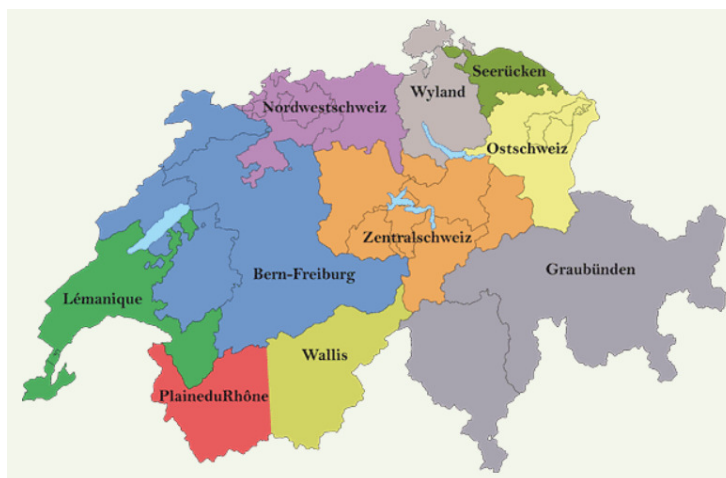 Seerücken
Wyland
Nordwestschweiz
Ostschweiz
Zentralschweiz
Graubünden
Bern-Freiburg
Lémanique
Wallis
PlaineduRhône